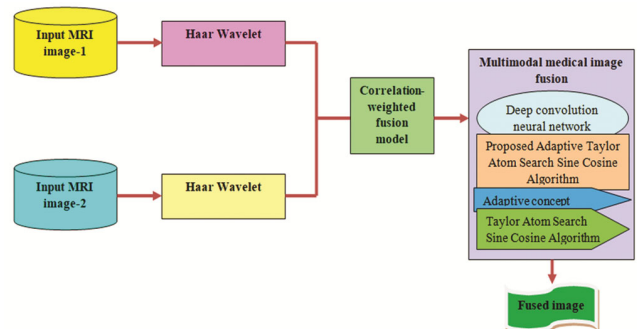 Input MRI
image-1
Haar Wavelet
Input MRI
image-2
Haar Wavelet
Correlation-
weighted
fusion
model
Multimodal medical image
fusion
Deep convolution
neural network
Proposed Adaptive Taylor
Atom Search Sine Cosine
Algorithm
Adaptive concept
Taylor Atom Search
Sine Cosine Algorithm
Fused image